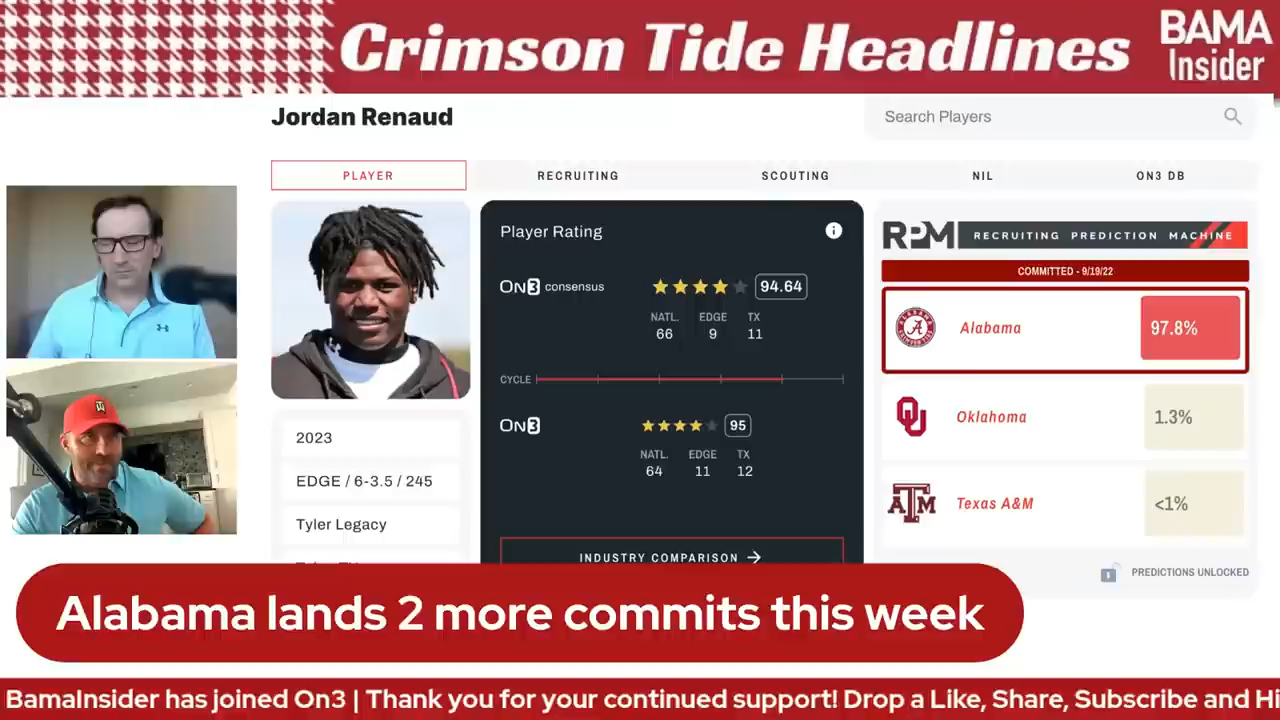 Crimson Tide Headlines
BAMA
Insider
Jordan Renaud
Search Players
PLAYER
RECRUITING
SCOUTING
NIL
ON3 DB
2023
EDGE / 6-3.5 / 245
Tyler Legacy
Player Rating
ON3 consensus
94.64
NATL. EDGE TX
66 9 11
CYCLE
ON3
95
NATL. EDGE TX
64 11 12
INDUSTRY COMPARISON →
RPM RECRUITING PREDICTION MACHINE
COMMITTED - 9/19/22
Alabama 97.8%
Oklahoma 1.3%
Texas A&M <1%
PREDICTIONS UNLOCKED
Alabama lands 2 more commits this week
BamaInsider has joined On3 | Thank you for your continued support! Drop a Like, Share, Subscribe and Hi